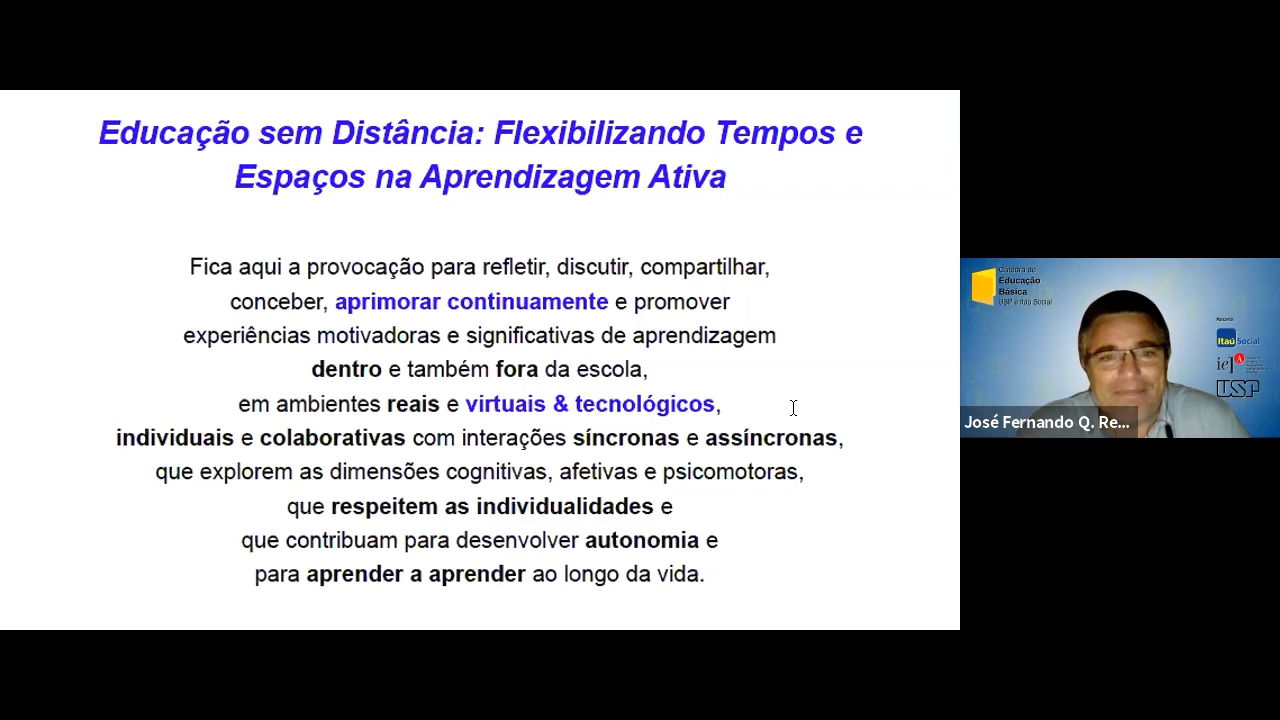 Educação sem Distância: Flexibilizando Tempos e
Espaços na Aprendizagem Ativa
Fica aqui a provocação para refletir, discutir, compartilhar,
conceber, aprimorar continuamente e promover
experiências motivadoras e significativas de aprendizagem
dentro e também fora da escola,
em ambientes reais e virtuais & tecnológicos,
individuais e colaborativas com interações síncronas e assíncronas,
que explorem as dimensões cognitivas, afetivas e psicomotoras,
que respeitem as individualidades e
que contribuam para desenvolver autonomia e
para aprender a aprender ao longo da vida.
Cátedra de
Educação
Básica
USP e Itaú Social
Parceria
Itaú Social
iea
USP
José Fernando Q. Re...